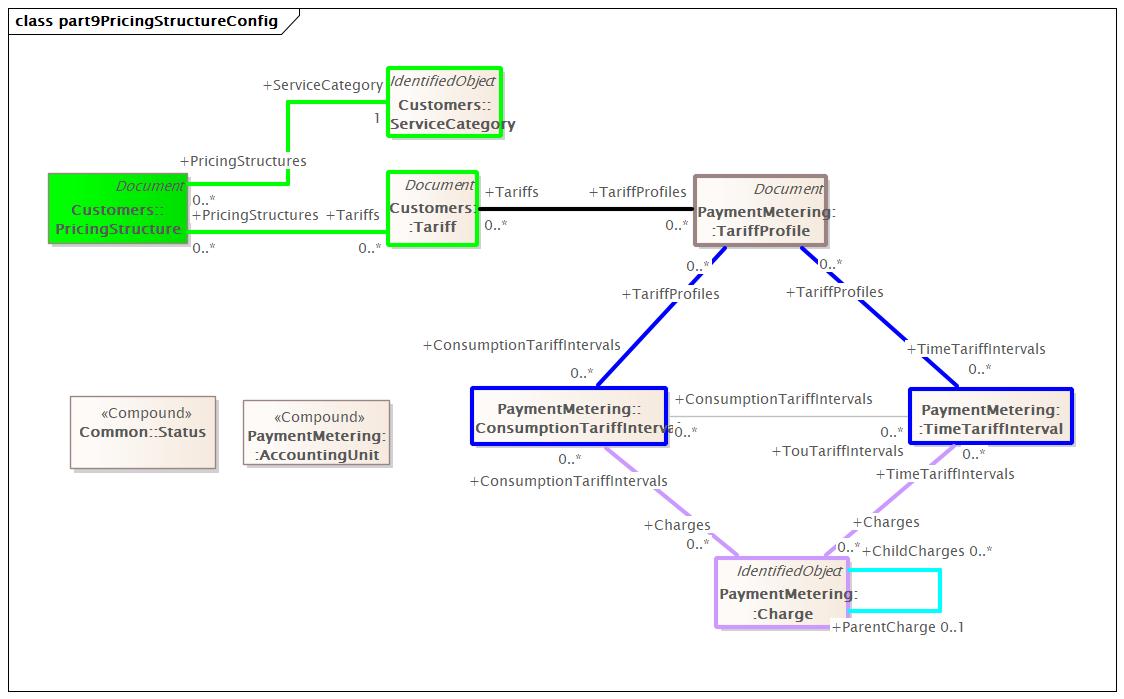 class part9PricingStructureConfig
+ServiceCategory
1
IdentifiedObject
Customers::
ServiceCategory
+PricingStructures
0..*
Document
Customers::
PricingStructure
+PricingStructures
0..*
+Tariffs
0..*
Document
Customers:
:Tariff
+Tariffs
0..*
+TariffProfiles
0..*
Document
PaymentMetering:
:TariffProfile
0..*
+TariffProfiles
0..*
+TariffProfiles
+ConsumptionTariffIntervals
0..*
+TimeTariffIntervals
0..*
«Compound»
Common::Status
«Compound»
PaymentMetering:
:AccountingUnit
PaymentMetering::
ConsumptionTariffInterval
+ConsumptionTariffIntervals
0..*
0..*
+TouTariffIntervals
PaymentMetering:
:TimeTariffInterval
0..*
+ConsumptionTariffIntervals
0..*
+TimeTariffIntervals
+Charges
0..*
+Charges
0..*
+ChildCharges 0..*
IdentifiedObject
PaymentMetering:
:Charge
+ParentCharge 0..1